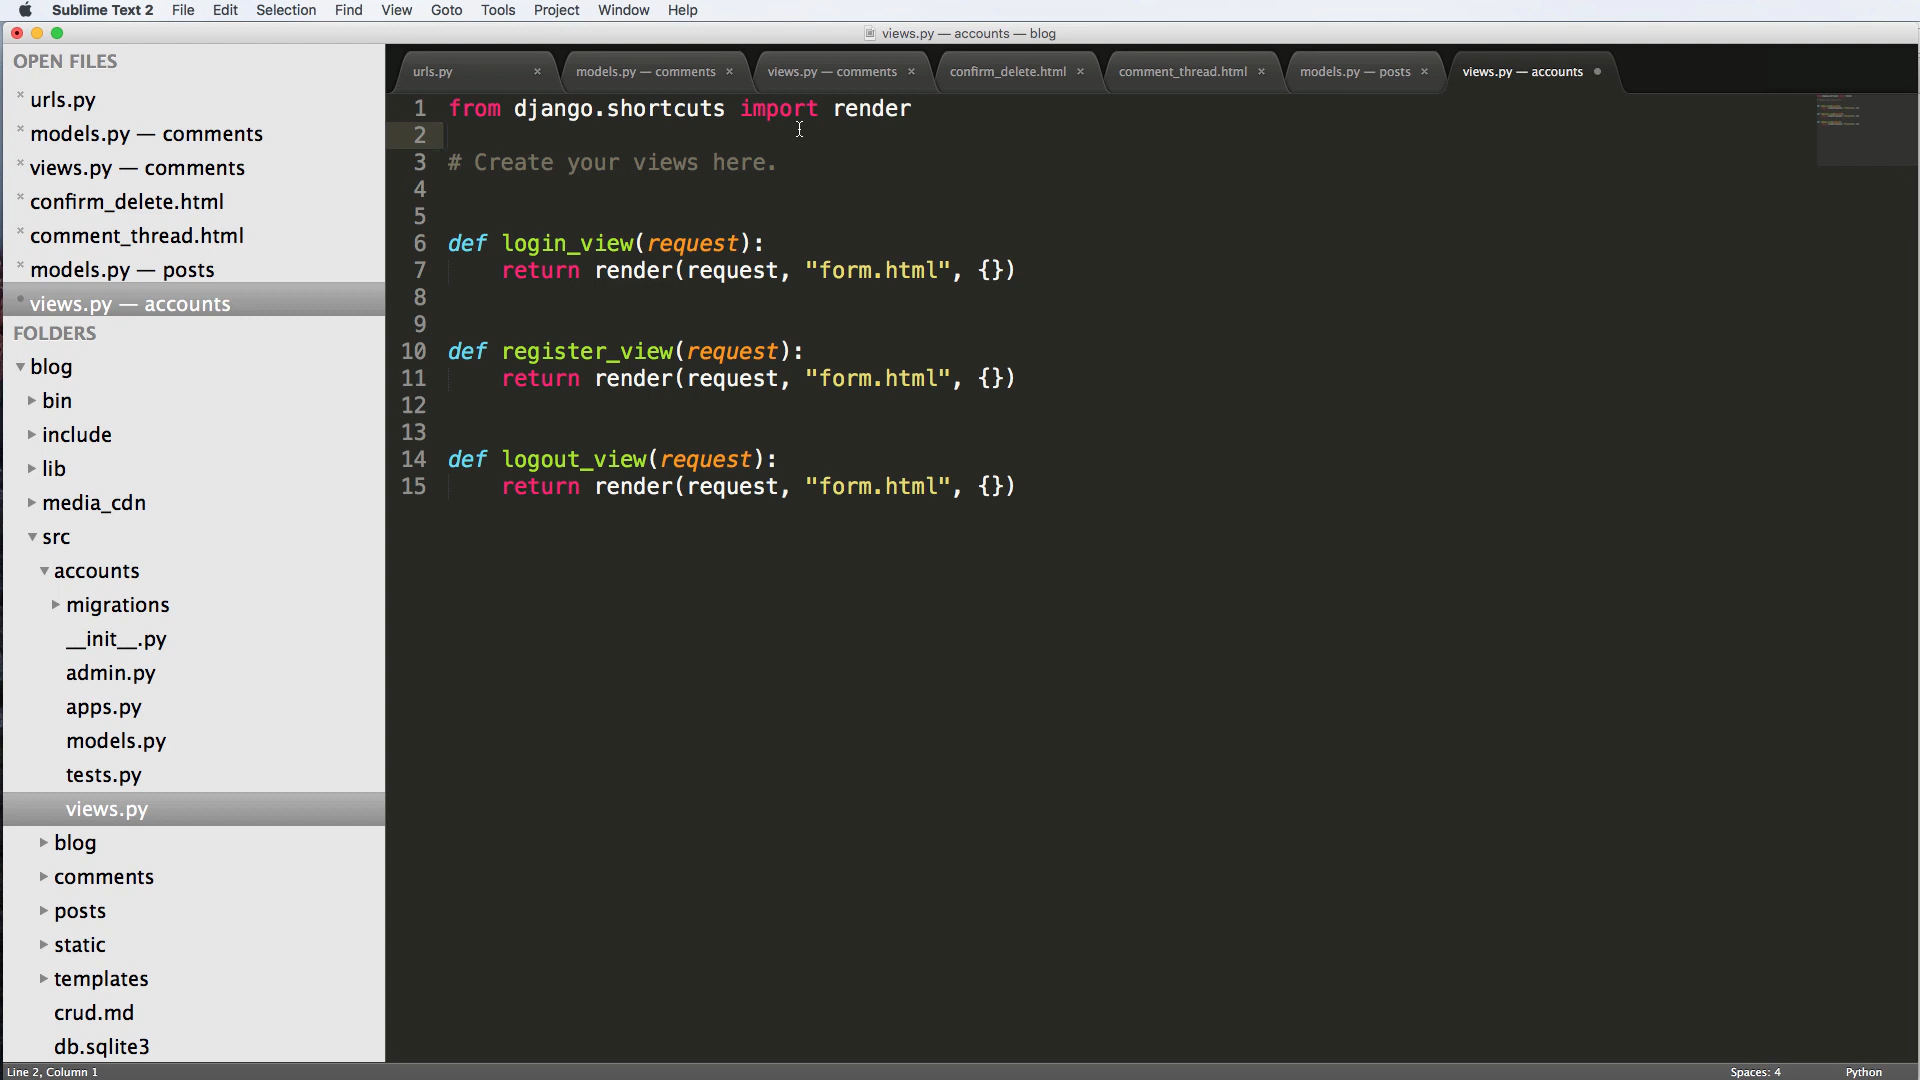 Sublime Text 2 File Edit Selection Find View Goto Tools Project Window Help
views.py — accounts — blog
OPEN FILES
urls.py
models.py — comments
views.py — comments
confirm_delete.html
comment_thread.html
models.py — posts
views.py — accounts
FOLDERS
blog
bin
include
lib
media_cdn
src
accounts
migrations
__init__.py
admin.py
apps.py
models.py
tests.py
views.py
blog
comments
posts
static
templates
crud.md
db.sqlite3
urls.py models.py — comments views.py — comments confirm_delete.html comment_thread.html models.py — posts views.py — accounts
1 from django.shortcuts import render
2
3 # Create your views here.
4
5
6 def login_view(request):
7 return render(request, "form.html", {})
8
9
10 def register_view(request):
11 return render(request, "form.html", {})
12
13
14 def logout_view(request):
15 return render(request, "form.html", {})
Line 2, Column 1 Spaces: 4 Python